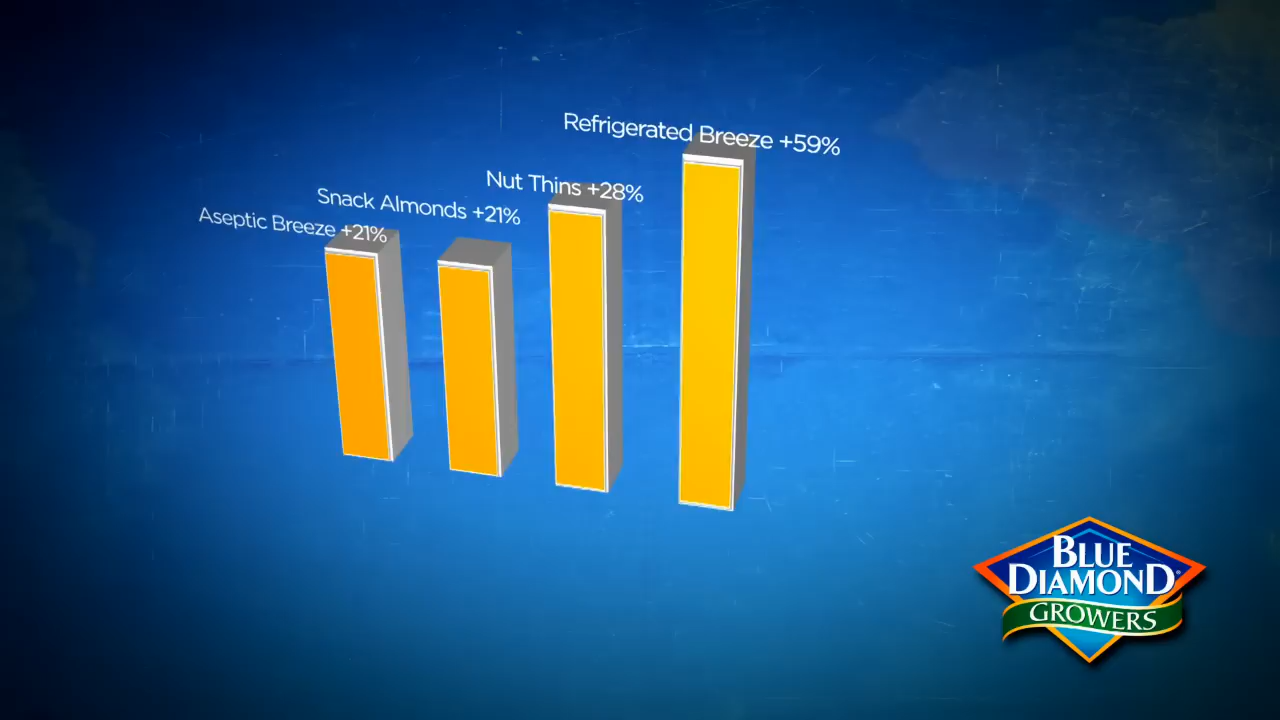 Refrigerated Breeze +59%
Nut Thins +28%
Snack Almonds +21%
Aseptic Breeze +21%
BLUE
DIAMOND®
GROWERS